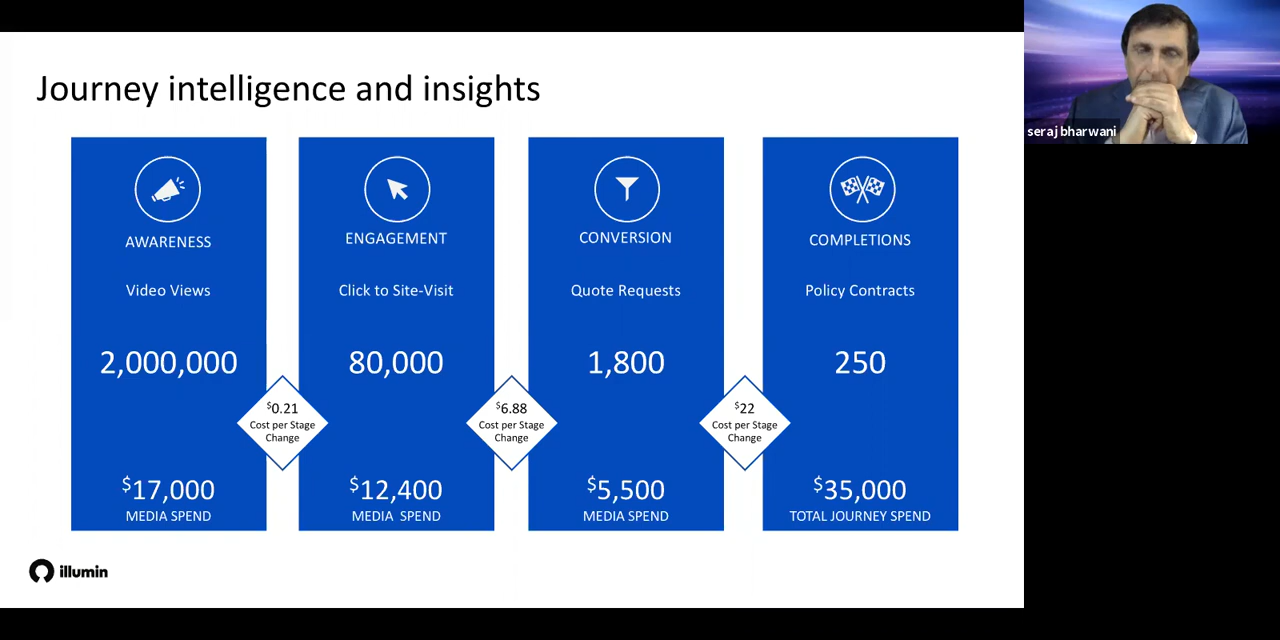 Journey intelligence and insights
AWARENESS
Video Views
2,000,000
$17,000
MEDIA SPEND
$0.21
Cost per Stage
Change
ENGAGEMENT
Click to Site-Visit
80,000
$12,400
MEDIA SPEND
$6.88
Cost per Stage
Change
CONVERSION
Quote Requests
1,800
$5,500
MEDIA SPEND
$22
Cost per Stage
Change
COMPLETIONS
Policy Contracts
250
$35,000
TOTAL JOURNEY SPEND
illumin
seraj bharwani